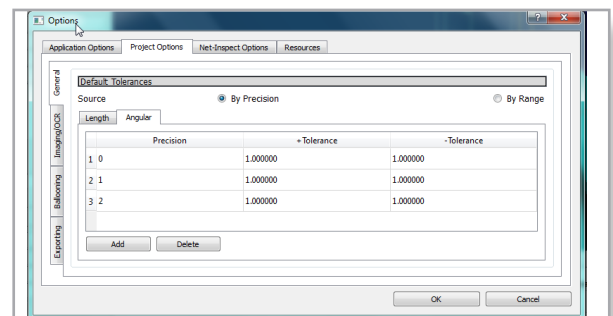 Options
Application Options Project Options Net-Inspect Options Resources
General
Imaging/OCR
Ballooning
Exporting
Default Tolerances
Source By Precision By Range
Length Angular
Precision +Tolerance -Tolerance
1 0 1.000000 1.000000
2 1 1.000000 1.000000
3 2 1.000000 1.000000
Add Delete
OK Cancel